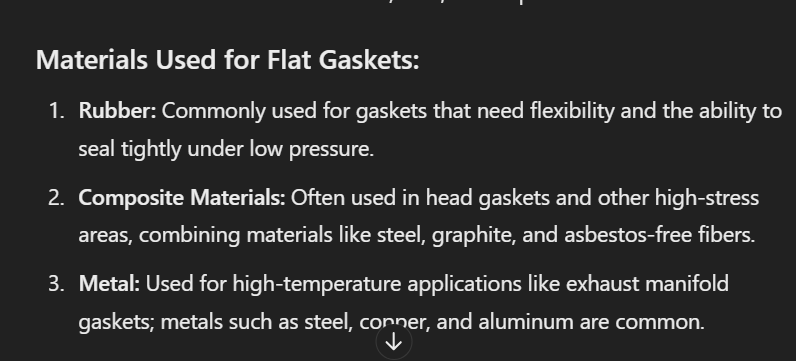 Materials Used for Flat Gaskets:
1. Rubber: Commonly used for gaskets that need flexibility and the ability to
seal tightly under low pressure.
2. Composite Materials: Often used in head gaskets and other high-stress
areas, combining materials like steel, graphite, and asbestos-free fibers.
3. Metal: Used for high-temperature applications like exhaust manifold
gaskets; metals such as steel, copper, and aluminum are common.